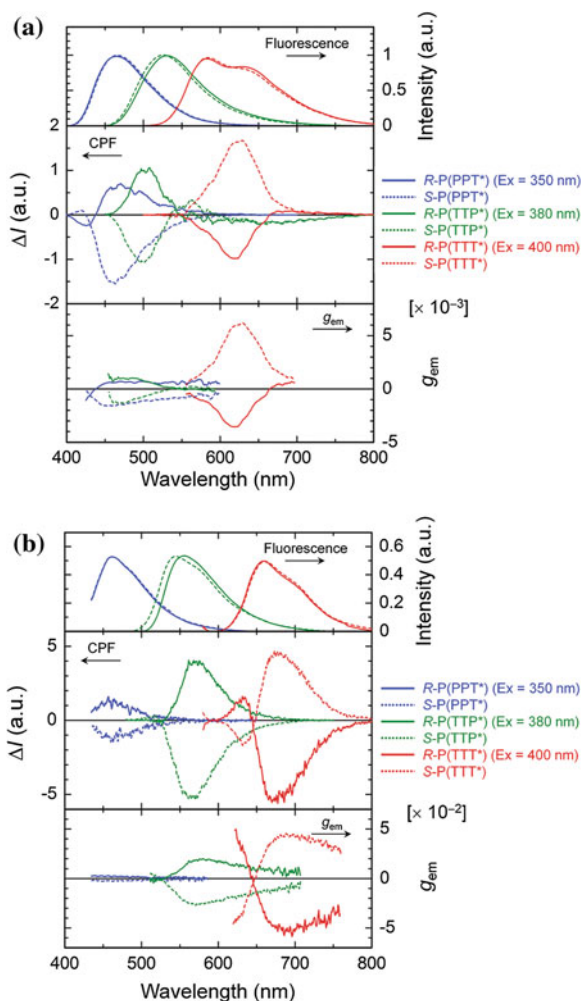 (a)
Fluorescence
1
0.5
0
Intensity (a.u.)
2
CPF
1
0
-1
-2
ΔI (a.u.)
R-P(PPT*) (Ex = 350 nm)
S-P(PPT*)
R-P(TTP*) (Ex = 380 nm)
S-P(TTP*)
R-P(TTT*) (Ex = 400 nm)
S-P(TTT*)
[× 10⁻³]
gem
5
0
-5
gem
400 500 600 700 800
Wavelength (nm)
(b)
Fluorescence
0.6
0.4
0.2
0
Intensity (a.u.)
CPF
5
0
-5
ΔI (a.u.)
R-P(PPT*) (Ex = 350 nm)
S-P(PPT*)
R-P(TTP*) (Ex = 380 nm)
S-P(TTP*)
R-P(TTT*) (Ex = 400 nm)
S-P(TTT*)
[× 10⁻²]
gem
5
0
-5
gem
400 500 600 700 800
Wavelength (nm)